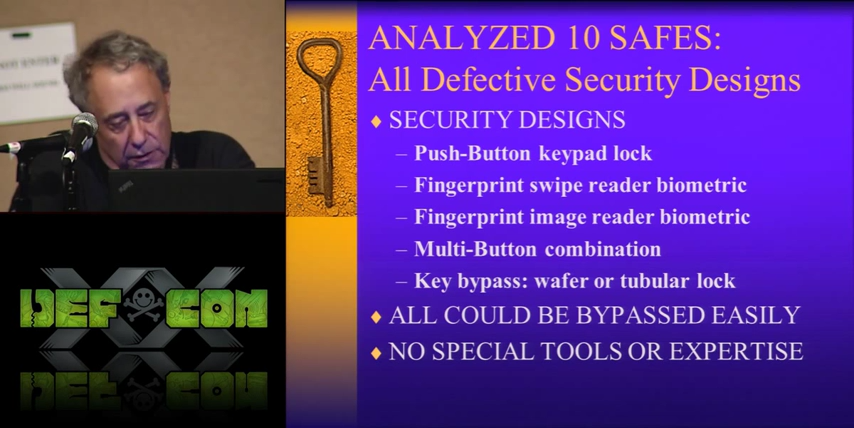 ANALYZED 10 SAFES:
All Defective Security Designs
♦ SECURITY DESIGNS
– Push-Button keypad lock
– Fingerprint swipe reader biometric
– Fingerprint image reader biometric
– Multi-Button combination
– Key bypass: wafer or tubular lock
♦ ALL COULD BE BYPASSED EASILY
♦ NO SPECIAL TOOLS OR EXPERTISE
XX
DEF CON